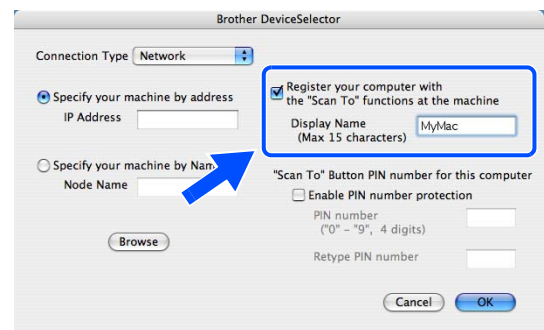 Brother DeviceSelector
Connection Type Network
Specify your machine by address
IP Address
Specify your machine by Nam
Node Name
Browse
Register your computer with
the "Scan To" functions at the machine
Display Name
(Max 15 characters)
MyMac
"Scan To" Button PIN number for this computer
Enable PIN number protection
PIN number
("0" – "9", 4 digits)
Retype PIN number
Cancel OK